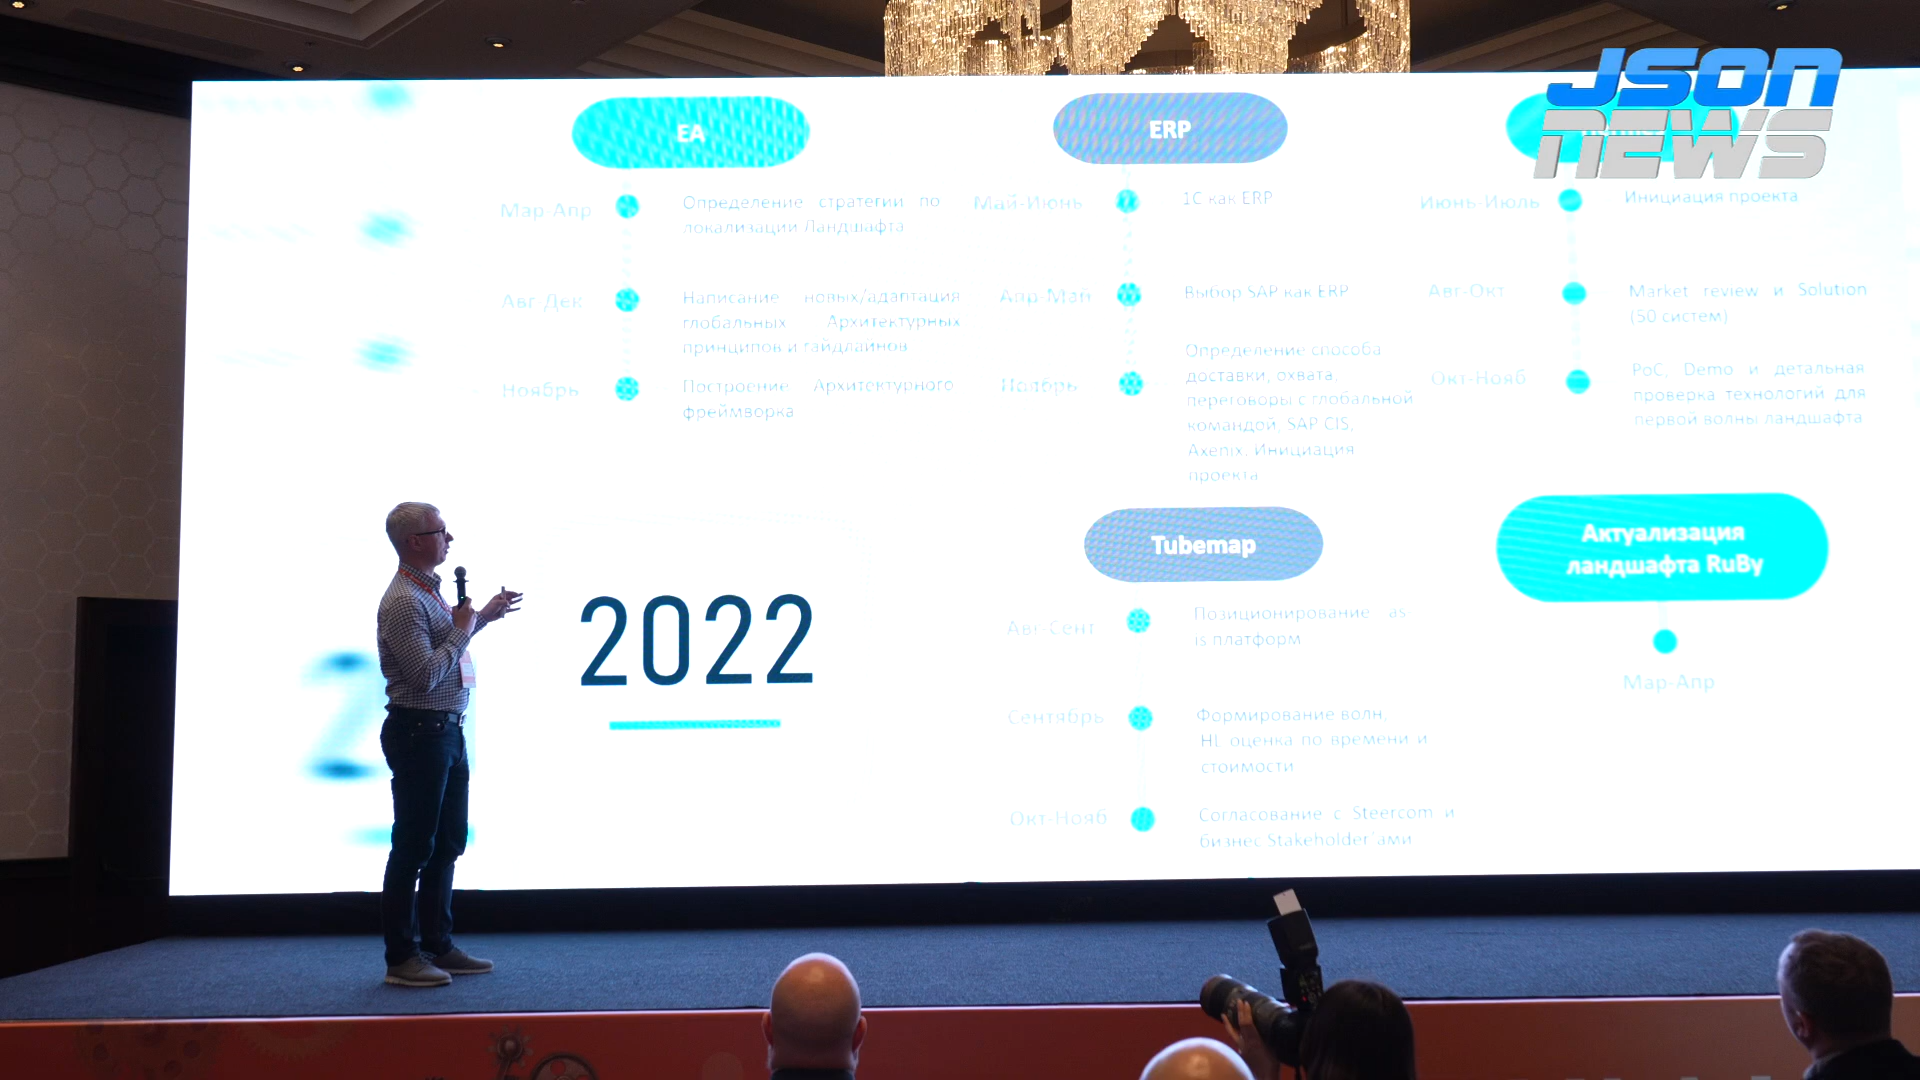 JSON
NEWS
EA
Мар-Апр
Определение стратегии по
локализации Ландшафта
Авг-Дек
Написание новых/адаптация
глобальных Архитектурных
принципов и гайдлайнов
Ноябрь
Построение Архитектурного
фреймворка
ERP
Май-Июнь
1С как ERP
Апр-Май
Выбор SAP как ERP
Ноябрь
Определение способа
доставки, охвата,
переговоры с глобальной
командой, SAP CIS,
Axenix. Инициация
проекта
Июнь-Июль
Инициация проекта
Авг-Окт
Market review и Solution
(50 систем)
Окт-Нояб
PoC, Demo и детальная
проверка технологий для
первой волны ландшафта
2022
Tubemap
Авг-Сент
Позиционирование as-
is платформ
Сентябрь
Формирование волн,
HL оценка по времени и
стоимости
Окт-Нояб
Согласование с Steercom и
бизнес Stakeholder`ами
Актуализация
ландшафта RuBy
Мар-Апр